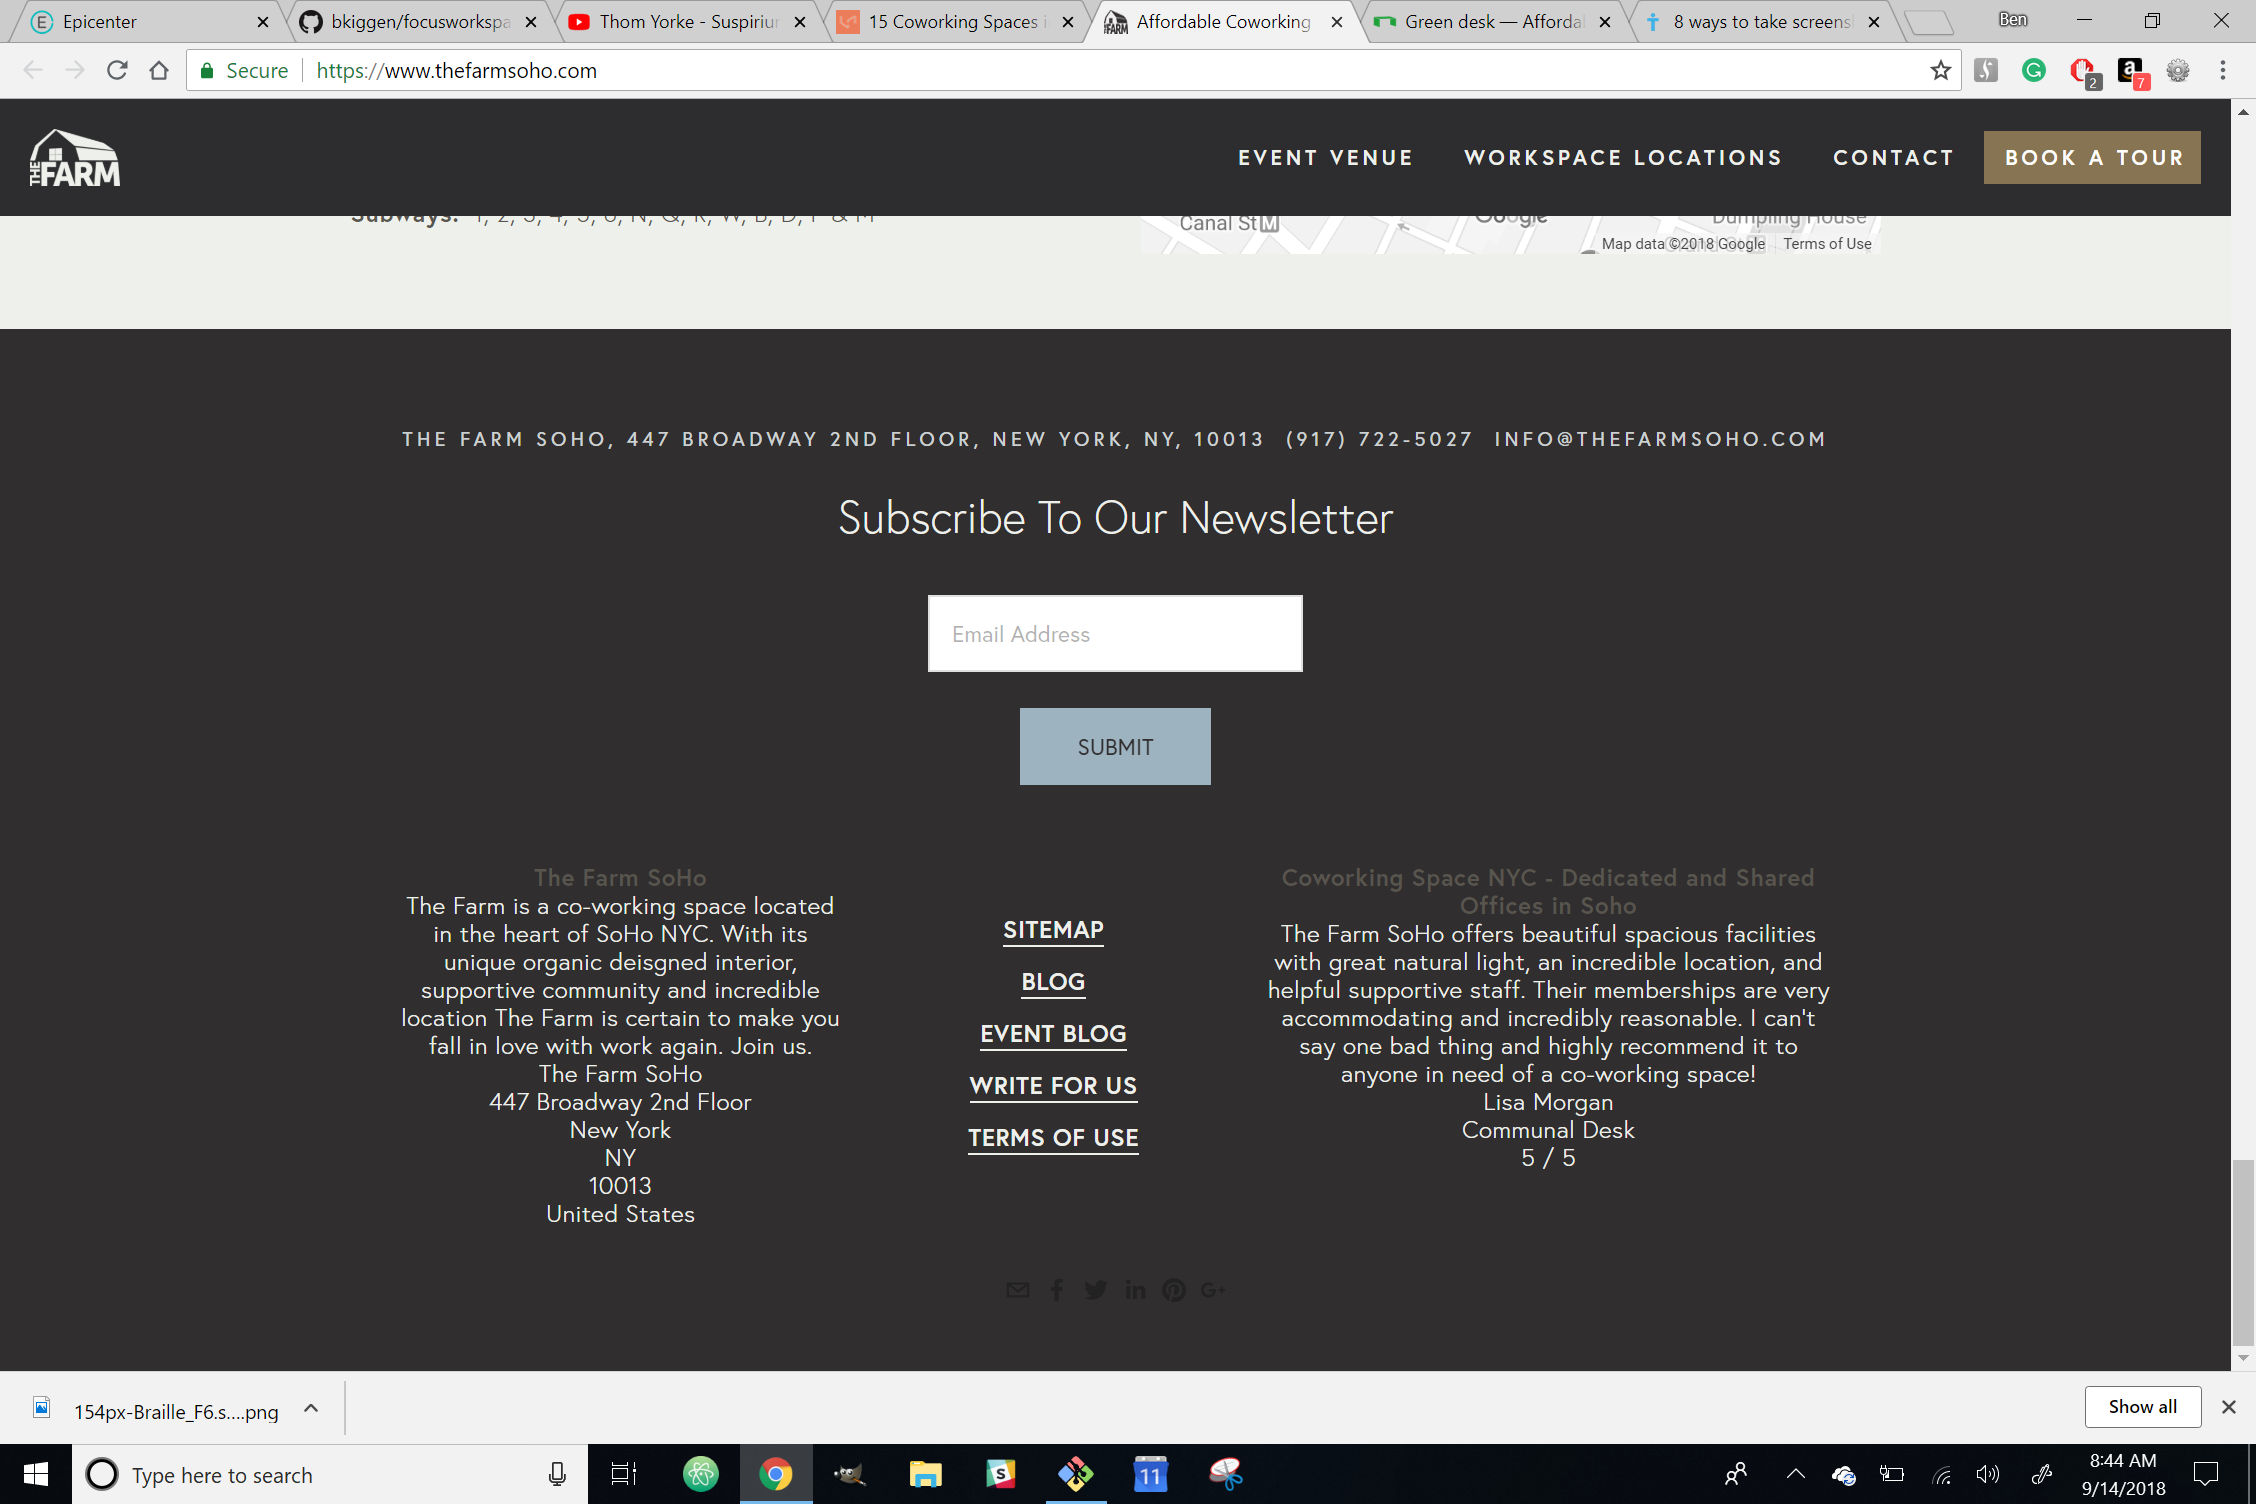 Epicenter
bkiggen/focusworkspa
Thom Yorke - Suspiriur
15 Coworking Spaces i
Affordable Coworking
Green desk — Afforda
8 ways to take screens
Ben
Secure
https://www.thefarmsoho.com
2
7
THE FARM
EVENT VENUE
WORKSPACE LOCATIONS
CONTACT
BOOK A TOUR
Subways: 1, 2, 3, 4, 5, 6, N, Q, R, W, B, D, F & M
Canal St M
Google
Dumpling House
Map data ©2018 Google
Terms of Use
THE FARM SOHO, 447 BROADWAY 2ND FLOOR, NEW YORK, NY, 10013 (917) 722-5027 INFO@THEFARMSOHO.COM
Subscribe To Our Newsletter
Email Address
SUBMIT
The Farm SoHo
The Farm is a co-working space located
in the heart of SoHo NYC. With its
unique organic deisgned interior,
supportive community and incredible
location The Farm is certain to make you
fall in love with work again. Join us.
The Farm SoHo
447 Broadway 2nd Floor
New York
NY
10013
United States
SITEMAP
BLOG
EVENT BLOG
WRITE FOR US
TERMS OF USE
Coworking Space NYC - Dedicated and Shared
Offices in Soho
The Farm SoHo offers beautiful spacious facilities
with great natural light, an incredible location, and
helpful supportive staff. Their memberships are very
accommodating and incredibly reasonable. I can't
say one bad thing and highly recommend it to
anyone in need of a co-working space!
Lisa Morgan
Communal Desk
5 / 5
154px-Braille_F6.s....png
Show all
Type here to search
11
8:44 AM
9/14/2018